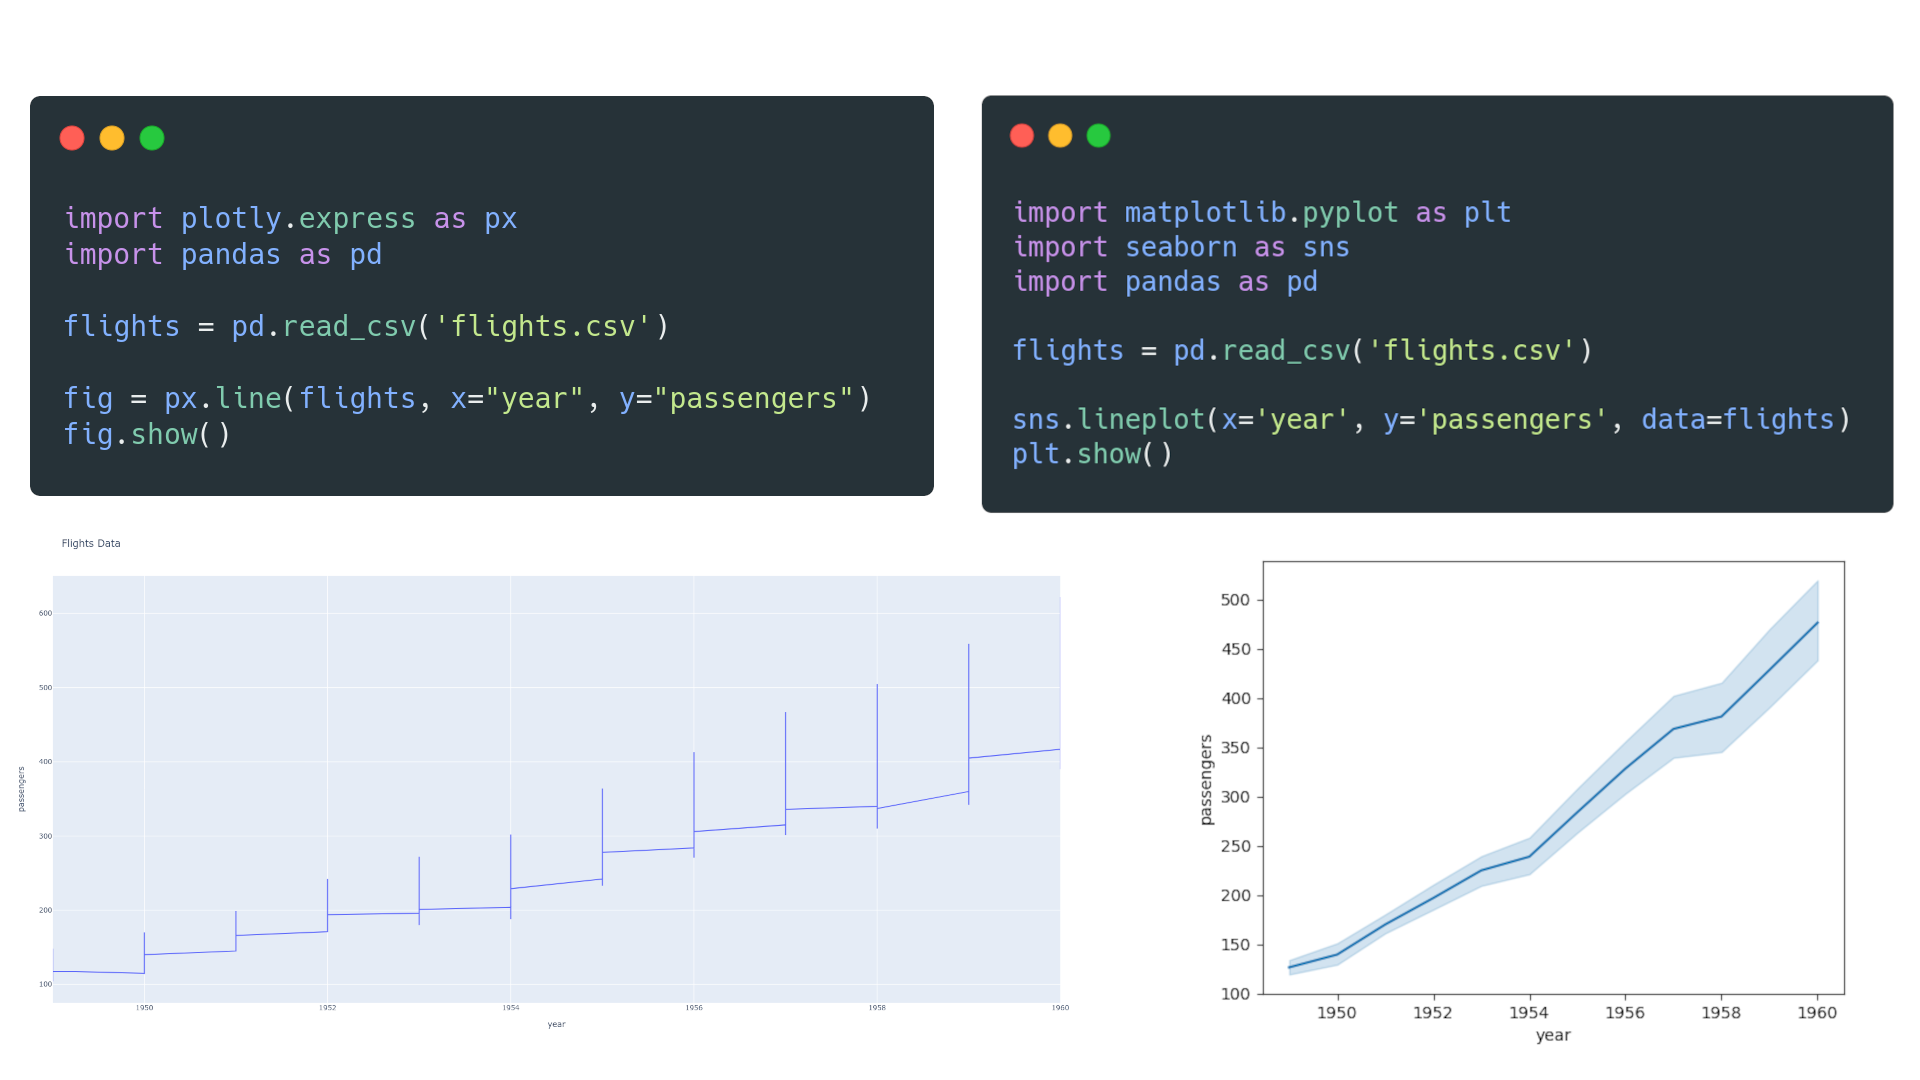 import plotly.express as px
import pandas as pd
flights = pd.read_csv('flights.csv')
fig = px.line(flights, x="year", y="passengers")
fig.show()
import matplotlib.pyplot as plt
import seaborn as sns
import pandas as pd
flights = pd.read_csv('flights.csv')
sns.lineplot(x='year', y='passengers', data=flights)
plt.show()
Flights Data
600
500
400
300
200
100
passengers
1950 1952 1954 1956 1958 1960
year
500
450
400
350
300
250
200
150
100
passengers
1950 1952 1954 1956 1958 1960
year